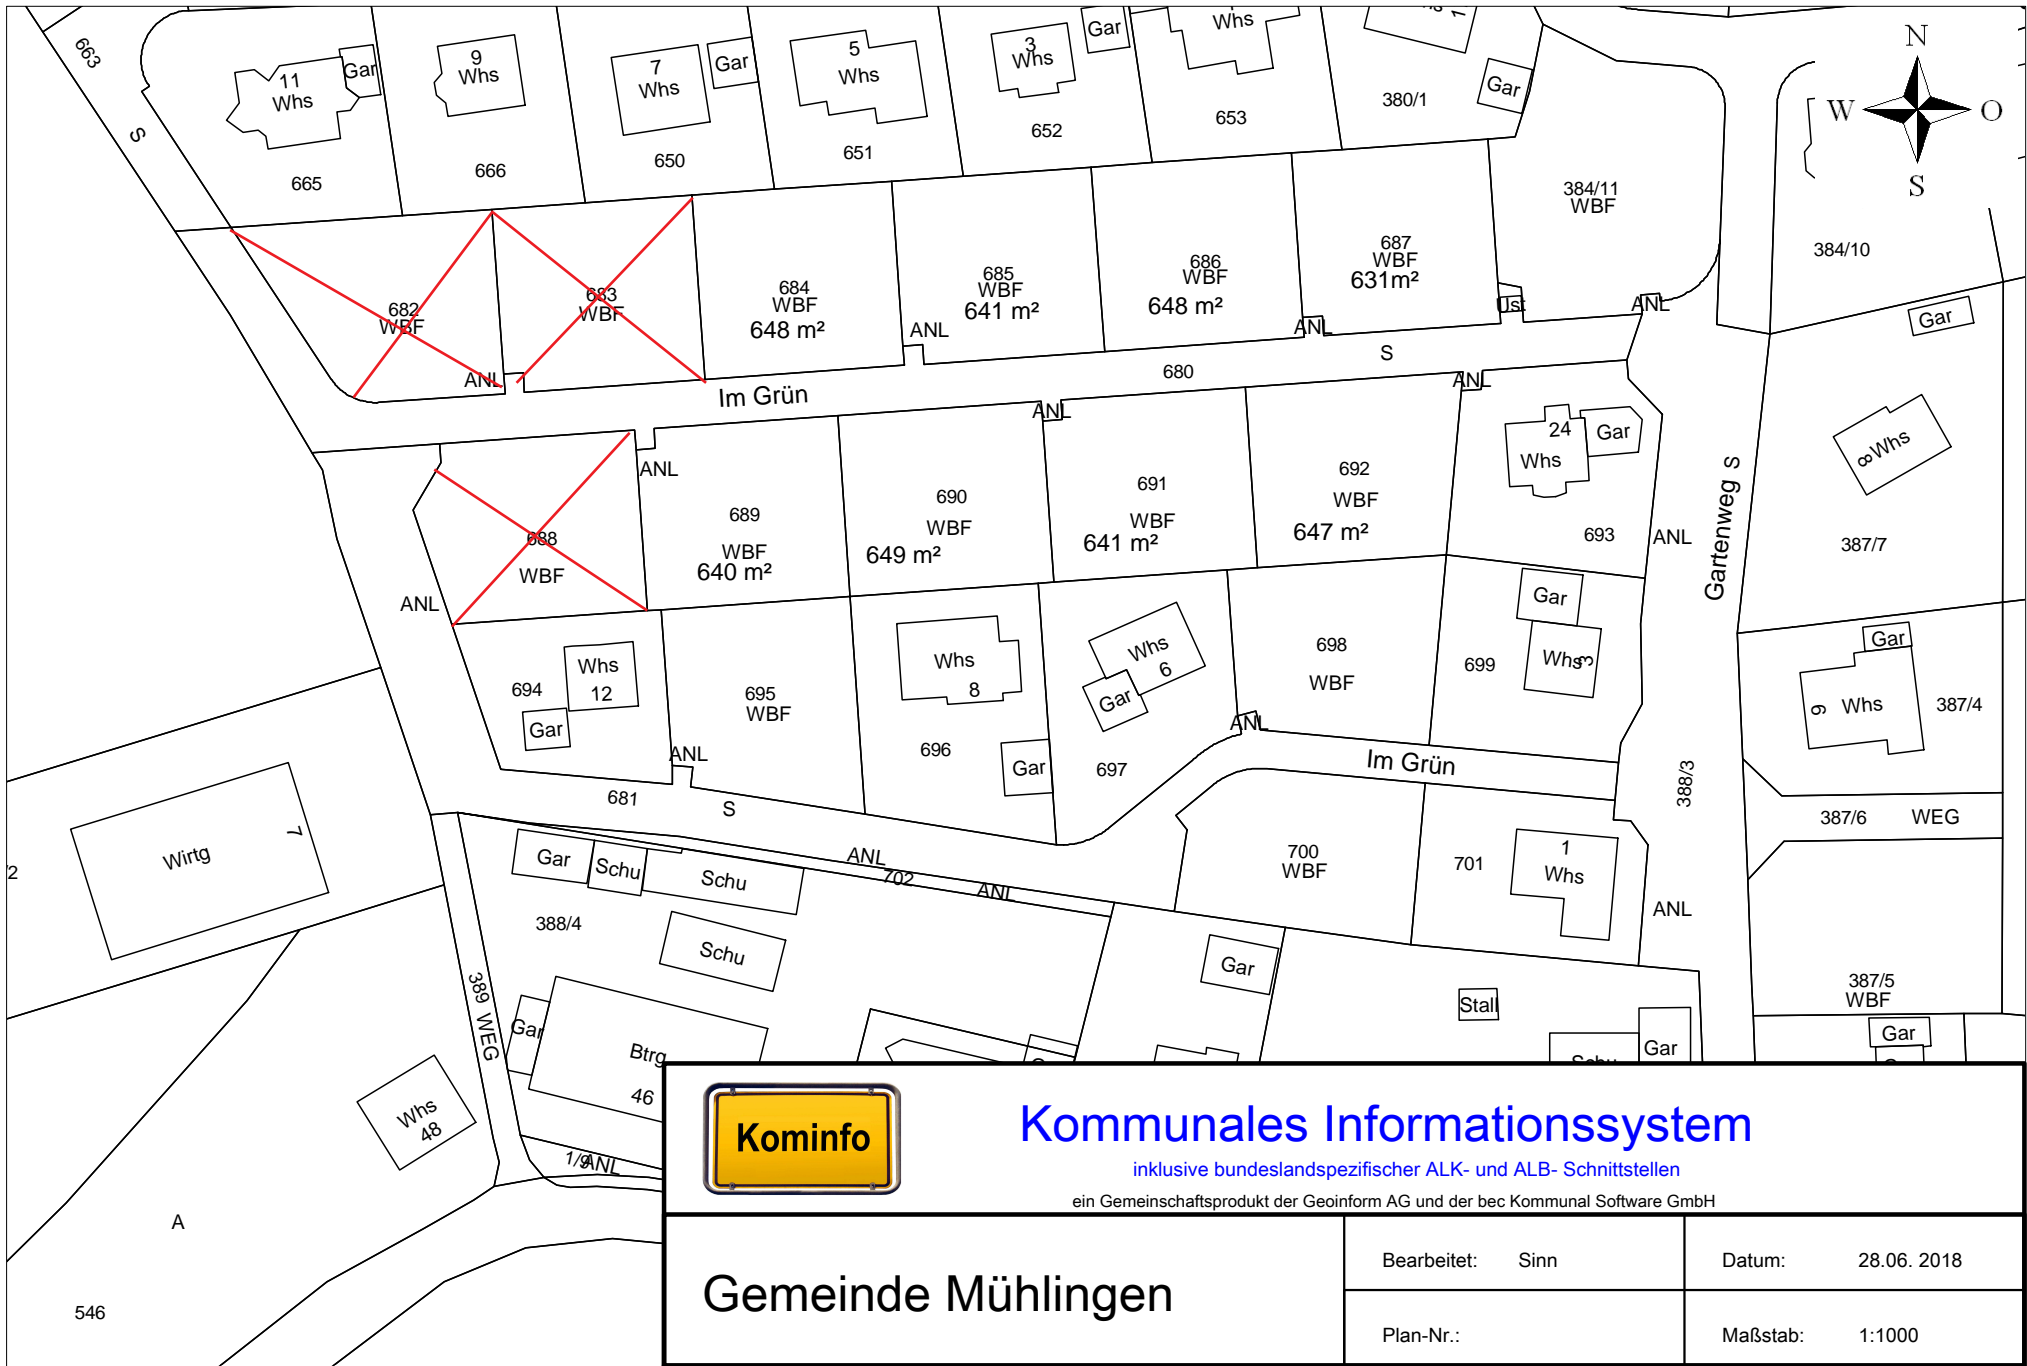 663
S
11
Whs
Gar
665
9
Whs
666
7
Whs
Gar
650
5
Whs
651
3
Whs
Gar
652
Whs
653
380/1
Gar
N
W
O
S
384/11
WBF
384/10
682
WBF
ANL
683
WBF
684
WBF
648 m²
ANL
685
WBF
641 m²
686
WBF
648 m²
ANL
687
WBF
631m²
Ust
ANL
Gar
Im Grün
680
S
ANL
ANL
ANL
688
WBF
ANL
689
WBF
640 m²
690
WBF
649 m²
691
WBF
641 m²
692
WBF
647 m²
24
Whs
Gar
693
ANL
Gartenweg S
8
Whs
387/7
694
Whs
12
Gar
ANL
695
WBF
Whs
8
696
Gar
Whs
6
Gar
697
698
WBF
ANL
699
Gar
Whs
3
Im Grün
388/3
Gar
9
Whs
387/4
387/6
WEG
681
S
ANL
702
ANL
700
WBF
701
1
Whs
ANL
387/5
WBF
Gar
Wirtg
7
/2
Gar
Schu
Schu
Schu
388/4
389 WEG
Gar
Btrg
46
Gar
Stall
Gar
Whs
48
1/9
ANL
A
546
Kominfo
Kommunales Informationssystem
inklusive bundeslandspezifischer ALK- und ALB- Schnittstellen
ein Gemeinschaftsprodukt der Geoinform AG und der bec Kommunal Software GmbH
Gemeinde Mühlingen
Bearbeitet: Sinn
Datum: 28.06. 2018
Plan-Nr.:
Maßstab: 1:1000